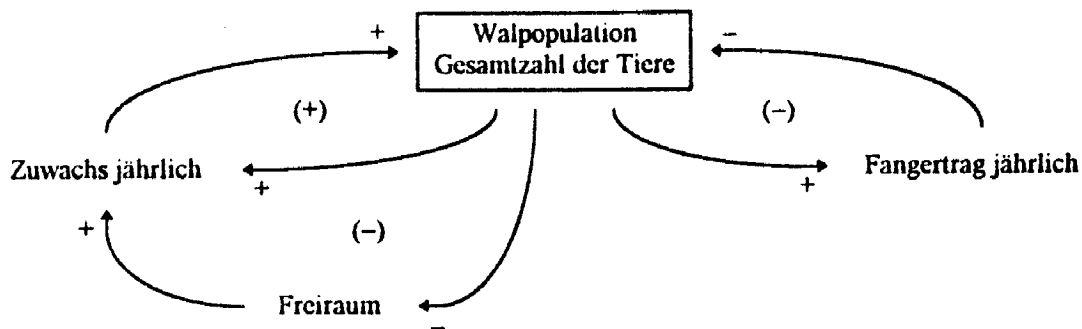 +
Walpopulation
Gesamtzahl der Tiere
−
(+)
(−)
Zuwachs jährlich
+
+
Fangertrag jährlich
+
(−)
Freiraum
−